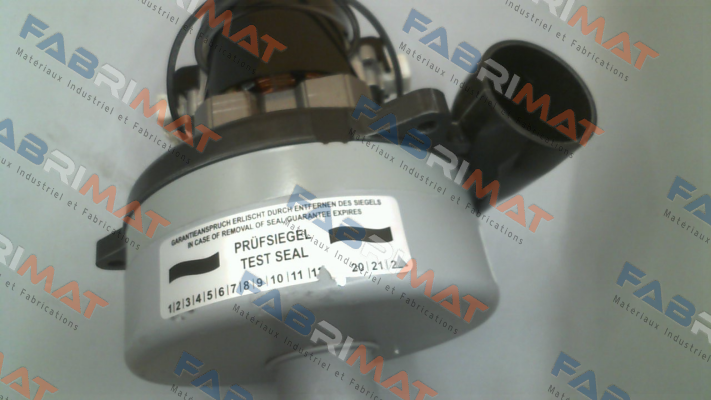 GARANTIEANSPRUCH ERLISCHT DURCH ENTFERNEN DES SIEGELS
IN CASE OF REMOVAL OF SEAL/GUARANTEE EXPIRES
PRÜFSIEGEL
TEST SEAL
1|2|3|4|5|6|7|8|9|10|11|1
20|21|2
FABRIMAT
Materiaux Industriel et Fabrications